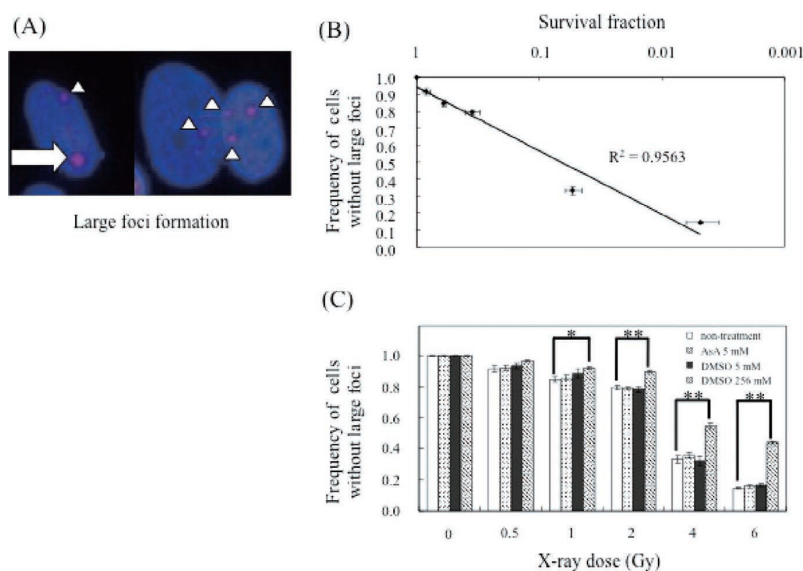 (A)
Large foci formation
(B)
Survival fraction
1
0.1
0.01
0.001
Frequency of cells
without large foci
1.0
0.9
0.8
0.7
0.6
0.5
0.4
0.3
0.2
0.1
0.0
R² = 0.9563
(C)
Frequency of cells
without large foci
1.0
0.8
0.6
0.4
0.2
0.0
*
**
**
**
non-treatment
AsA 5 mM
DMSO 5 mM
DMSO 256 mM
0
0.5
1
2
4
6
X-ray dose (Gy)